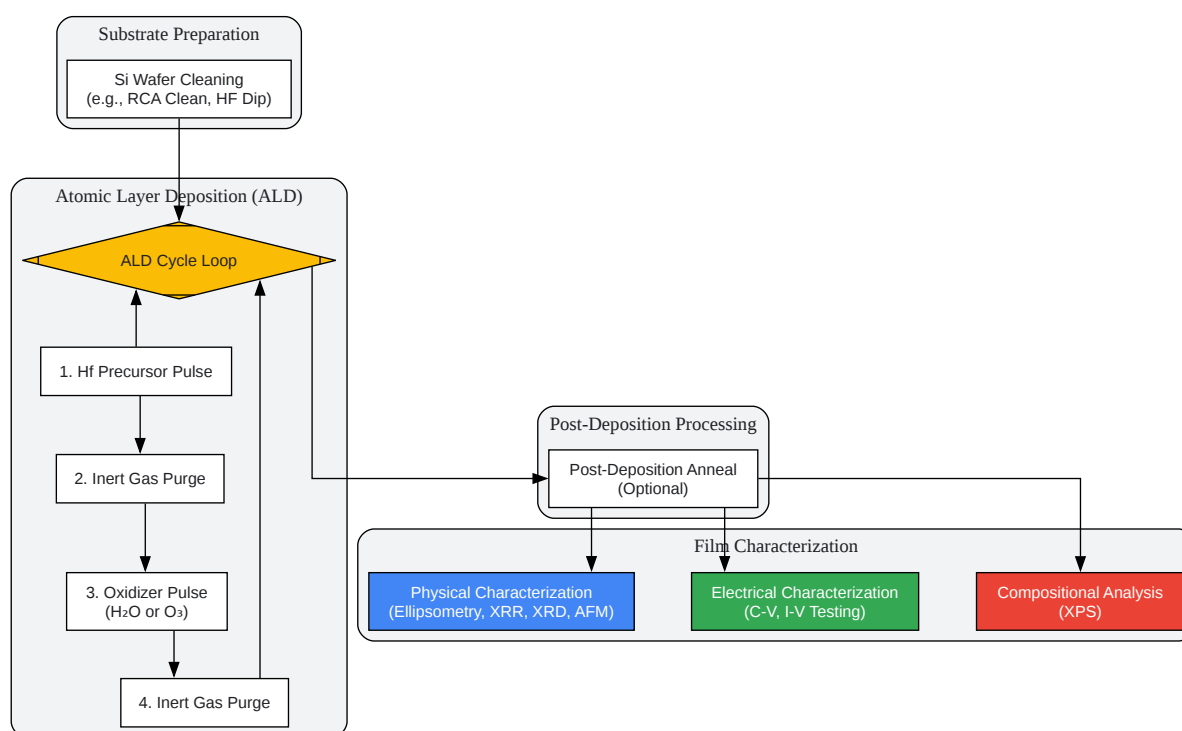 Substrate Preparation
Si Wafer Cleaning
(e.g., RCA Clean, HF Dip)
Atomic Layer Deposition (ALD)
ALD Cycle Loop
1. Hf Precursor Pulse
2. Inert Gas Purge
3. Oxidizer Pulse
(H₂O or O₃)
4. Inert Gas Purge
Post-Deposition Processing
Post-Deposition Anneal
(Optional)
Film Characterization
Physical Characterization
(Ellipsometry, XRR, XRD, AFM)
Electrical Characterization
(C-V, I-V Testing)
Compositional Analysis
(XPS)